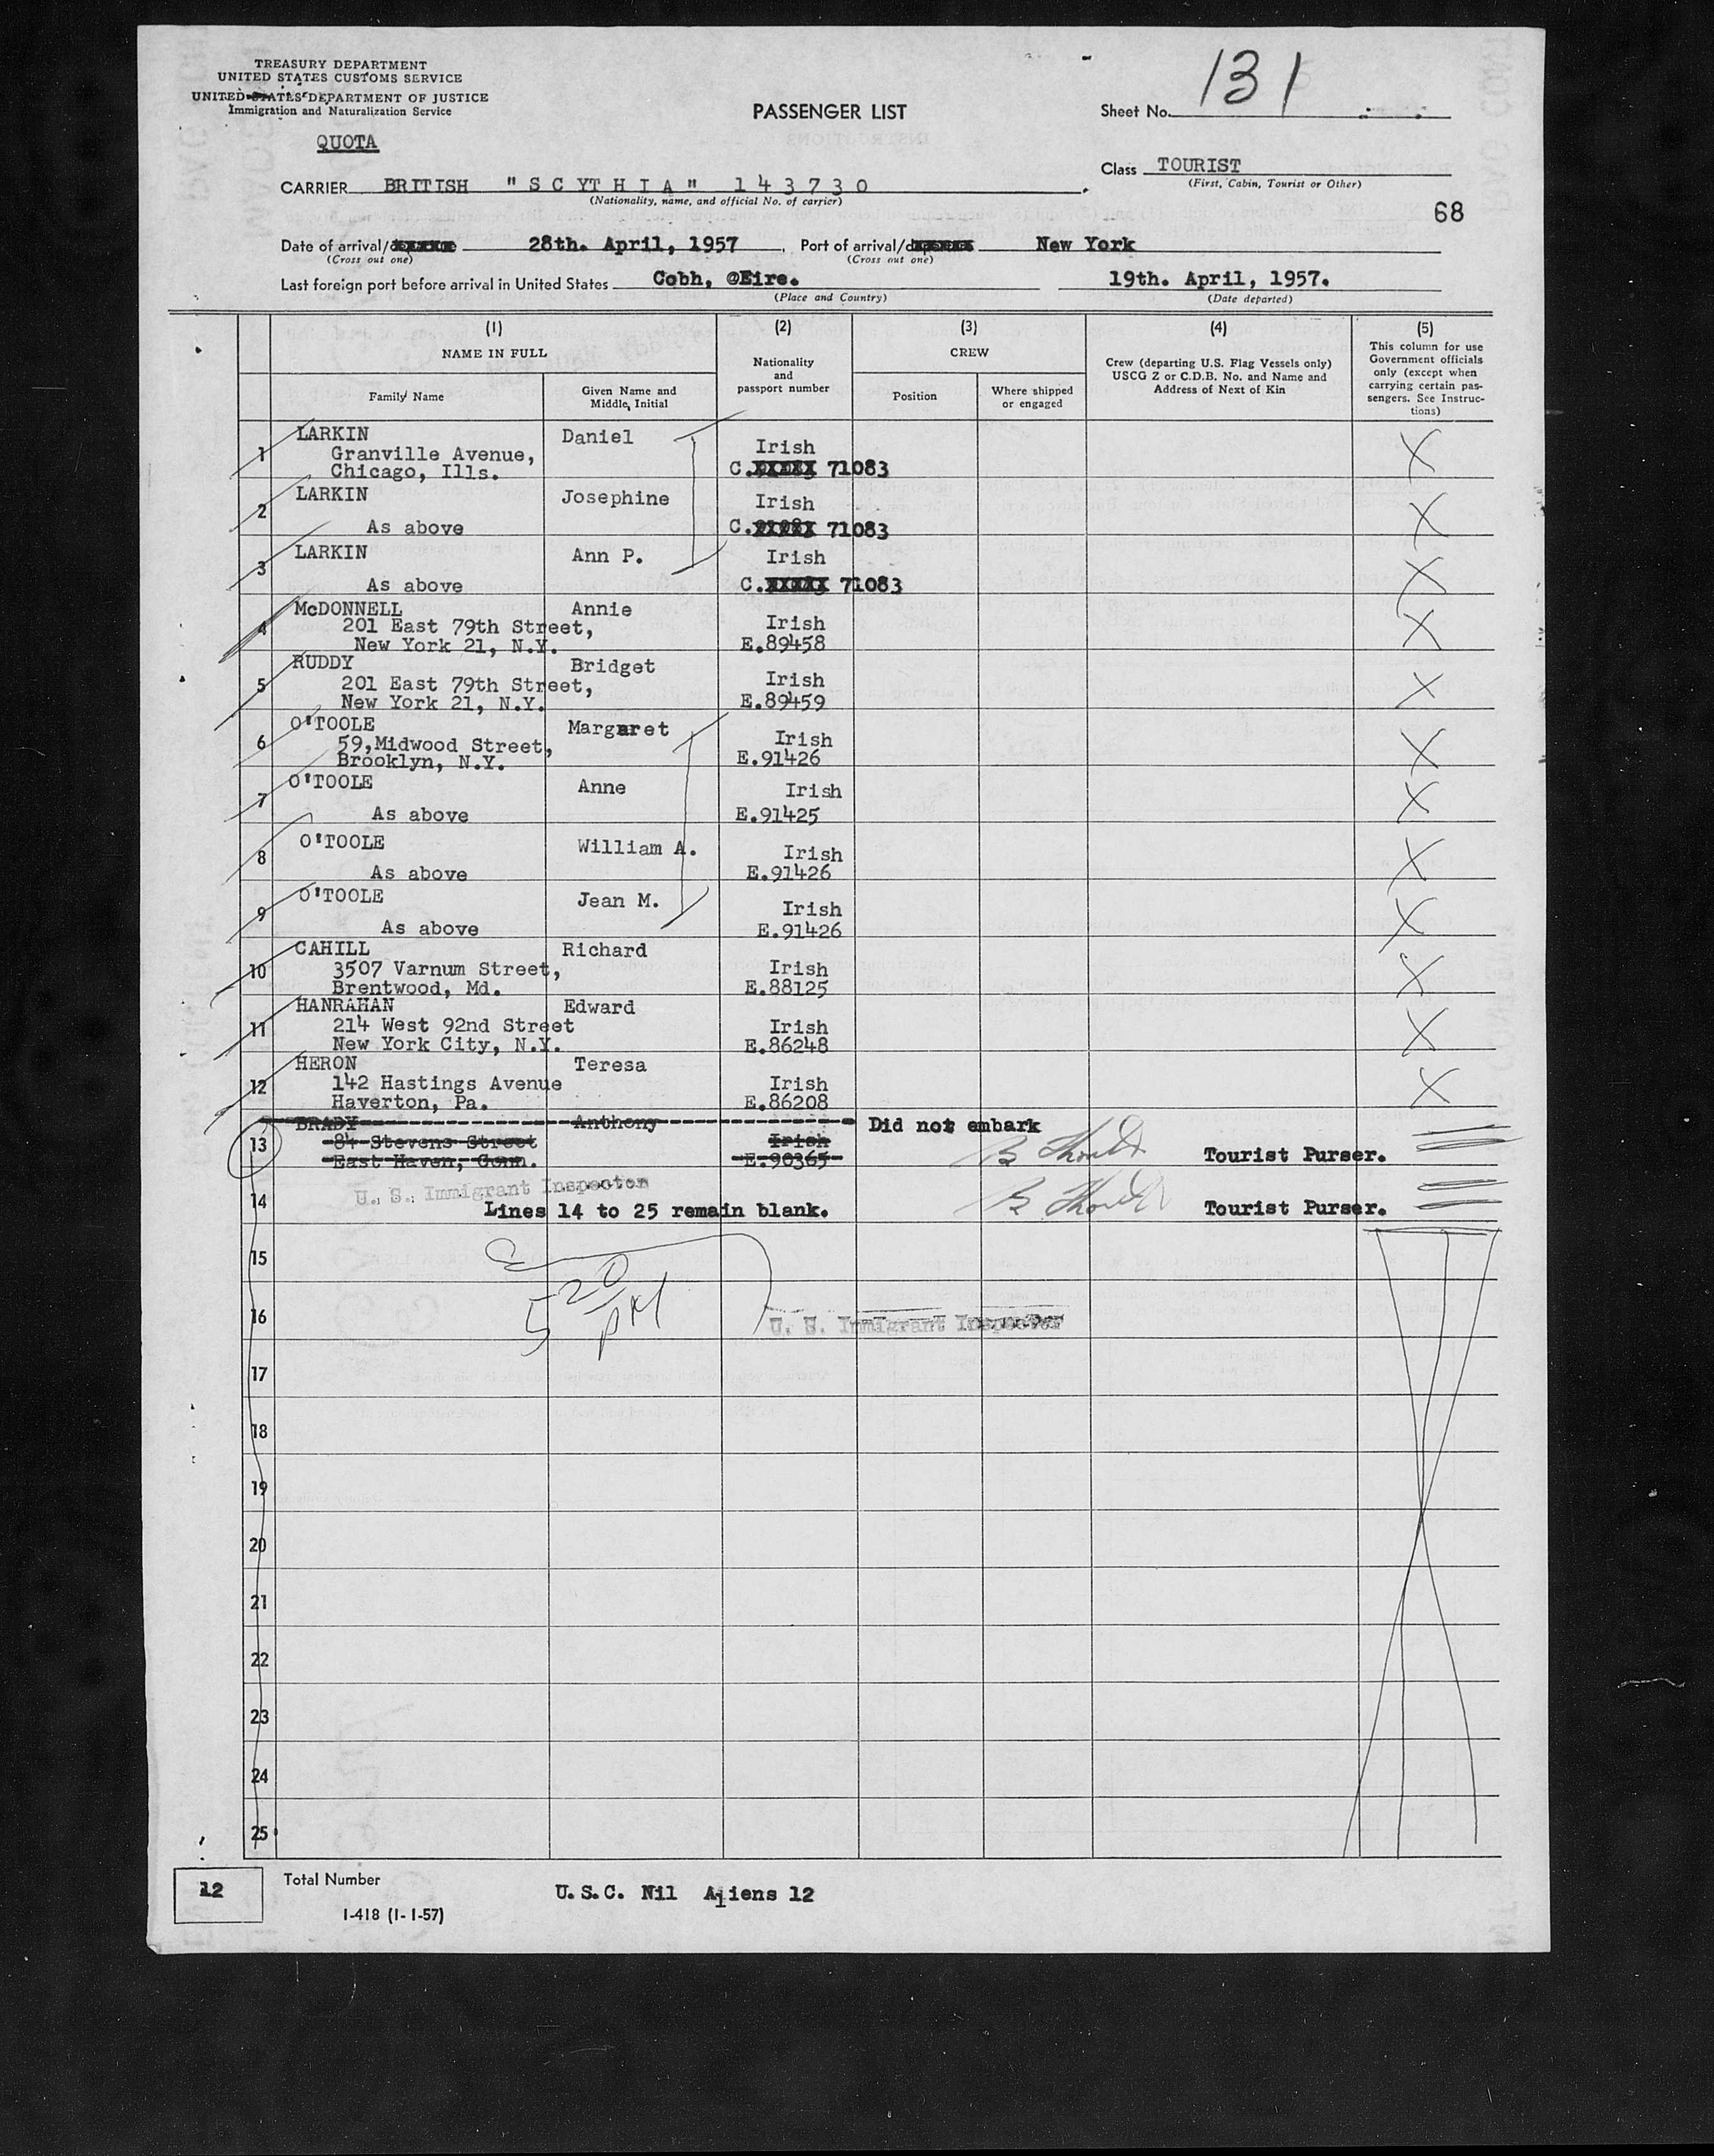 TREASURY DEPARTMENT
UNITED STATES CUSTOMS SERVICE
UNITED STATES DEPARTMENT OF JUSTICE
Immigration and Naturalization Service
QUOTA
PASSENGER LIST
Sheet No. 131
Class TOURIST
(First, Cabin, Tourist or Other)
CARRIER BRITISH "SCYTHIA" 143730
(Nationality, name, and official No. of carrier)
68
Date of arrival/ 28th. April, 1957 Port of arrival/ New York
(Cross out one) (Cross out one)
Last foreign port before arrival in United States Cobh, @Eire. 19th. April, 1957.
(Place and Country) (Date departed)
(1) (2) (3) (4) (5)
NAME IN FULL
Family Name
Given Name and
Middle, Initial
Nationality
and
passport number
CREW
Position
Where shipped
or engaged
Crew (departing U.S. Flag Vessels only)
USCG Z or C.D.B. No. and Name and
Address of Next of Kin
This column for use
Government officials
only (except when
carrying certain pas-
sengers. See Instruc-
tions)
1 LARKIN Daniel Irish
Granville Avenue,
Chicago, Ills. C. 71083 X
2 LARKIN Josephine Irish
As above C. 71083 X
3 LARKIN Ann P. Irish
As above C. 71083 X
4 McDONNELL Annie
201 East 79th Street, Irish
New York 21, N.Y. E.89458 X
5 RUDDY Bridget
201 East 79th Street, Irish
New York 21, N.Y. E.89459 X
6 O'TOOLE Margaret
59,Midwood Street, Irish
Brooklyn, N.Y. E.91426 X
7 O'TOOLE Anne Irish
As above E.91425 X
8 O'TOOLE William A. Irish
As above E.91426 X
9 O'TOOLE Jean M. Irish
As above E.91426 X
10 CAHILL Richard
3507 Varnum Street, Irish
Brentwood, Md. E.88125 X
11 HANRAHAN Edward
214 West 92nd Street Irish
New York City, N.Y. E.86248 X
12 HERON Teresa
142 Hastings Avenue Irish
Haverton, Pa. E.86208 X
13 BRADY Anthony Did not embark
84 Stevens Street Irish
East Haven, Conn. E.90365 Tourist Purser.
U. S. Immigrant Inspector
14 Lines 14 to 25 remain blank. Tourist Purser.
15
5 20 PM
16 U. S. Immigrant Inspector
17
18
19
20
21
22
23
24
25
12 Total Number U.S.C. Nil Aliens 12
I-418 (1-1-57)